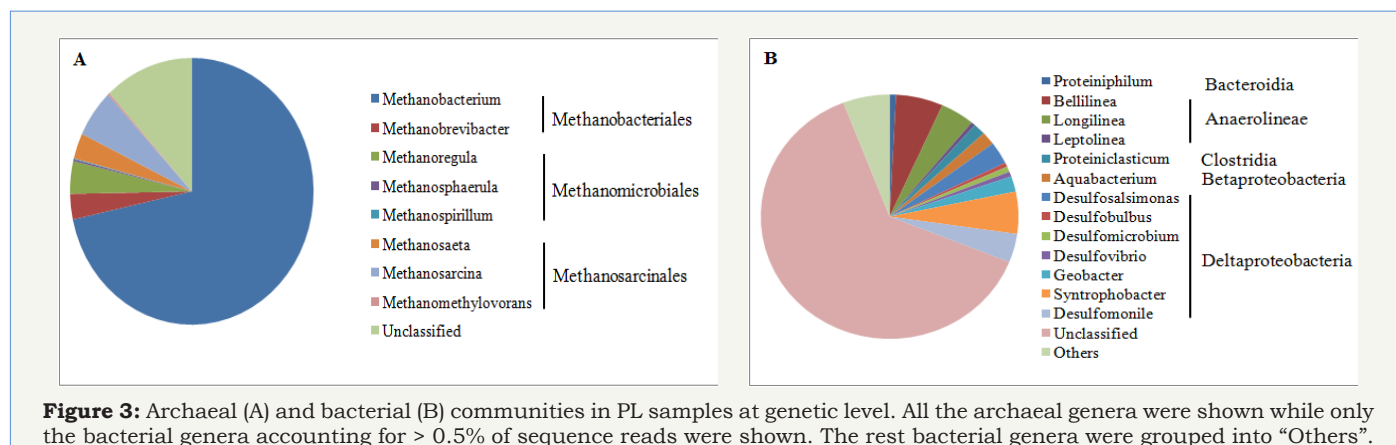 A
Methanobacterium
Methanobrevibacter
Methanobacteriales
Methanoregula
Methanosphaerula
Methanospirillum
Methanomicrobiales
Methanosaeta
Methanosarcina
Methanomethylovorans
Methanosarcinales
Unclassified
B
Proteiniphilum
Bacteroidia
Bellilinea
Longilinea
Leptolinea
Anaerolineae
Proteiniclasticum
Clostridia
Aquabacterium
Betaproteobacteria
Desulfosalsimonas
Desulfobulbus
Desulfomicrobium
Desulfovibrio
Geobacter
Syntrophobacter
Desulfomonile
Deltaproteobacteria
Unclassified
Others
Figure 3: Archaeal (A) and bacterial (B) communities in PL samples at genetic level. All the archaeal genera were shown while only
the bacterial genera accounting for > 0.5% of sequence reads were shown. The rest bacterial genera were grouped into “Others”.